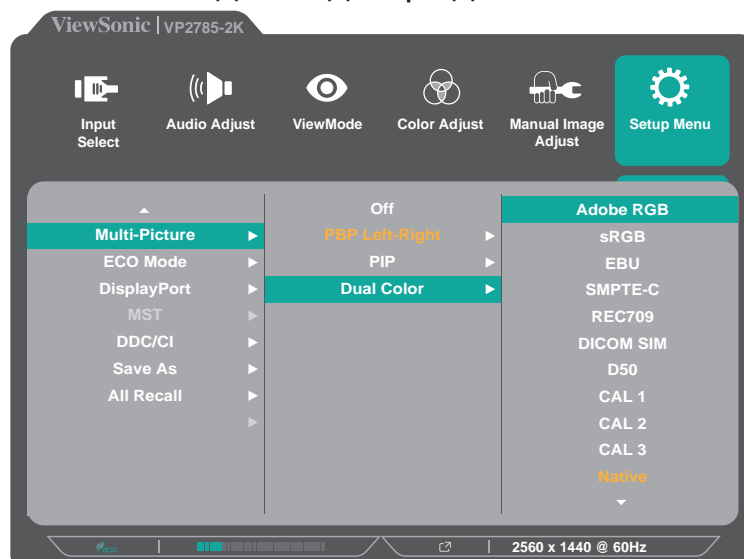 ViewSonic | VP2785-2K
Input Select
Audio Adjust
ViewMode
Color Adjust
Manual Image Adjust
Setup Menu
Multi-Picture
ECO Mode
DisplayPort
MST
DDC/CI
Save As
All Recall
Off
PBP Left-Right
PIP
Dual Color
Adobe RGB
sRGB
EBU
SMPTE-C
REC709
DICOM SIM
D50
CAL 1
CAL 2
CAL 3
Native
eco
2560 x 1440 @ 60Hz